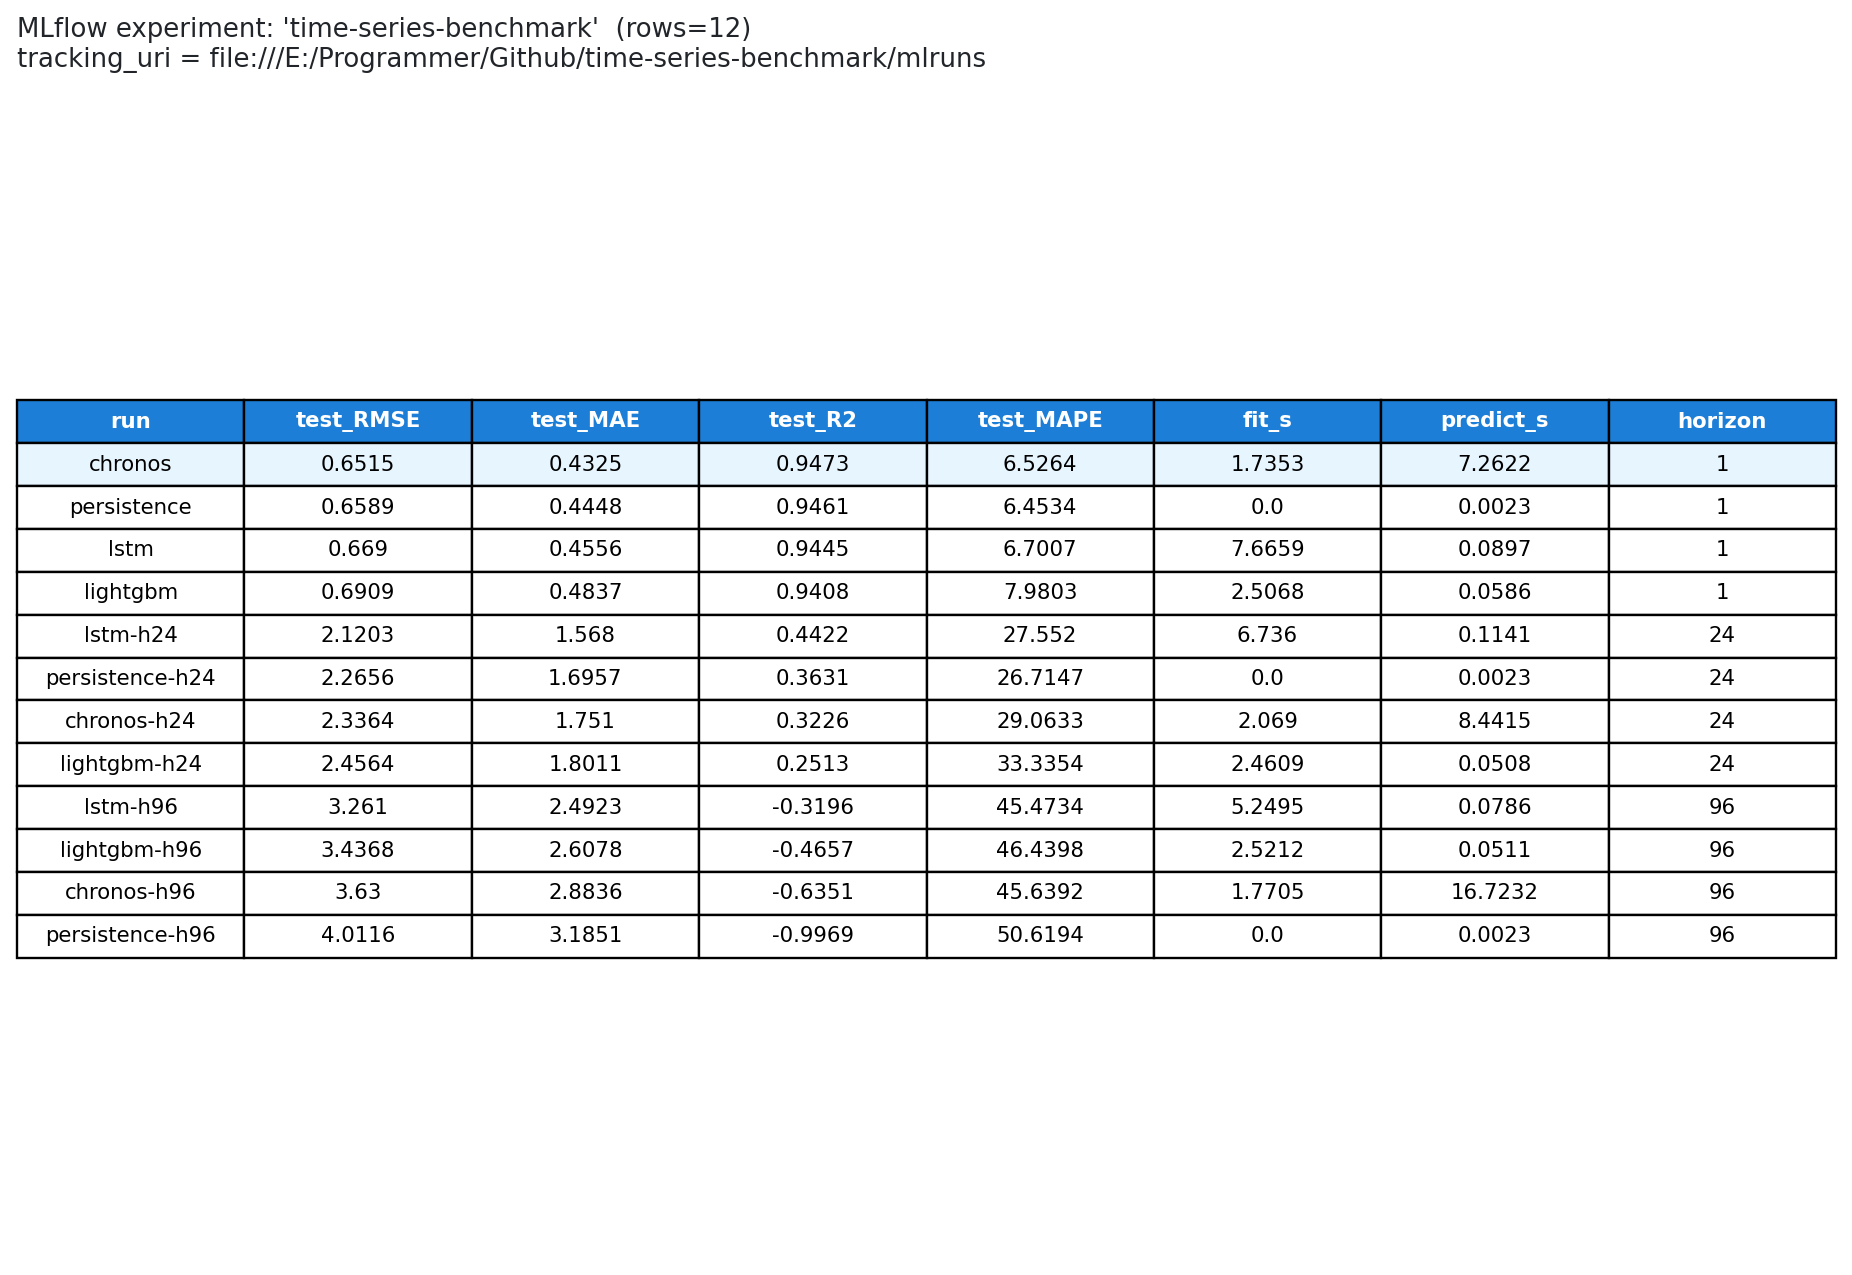 MLflow experiment: 'time-series-benchmark'  (rows=12)
tracking_uri = file:///E:/Programmer/Github/time-series-benchmark/mlruns
run test_RMSE test_MAE test_R2 test_MAPE fit_s predict_s horizon
chronos 0.6515 0.4325 0.9473 6.5264 1.7353 7.2622 1
persistence 0.6589 0.4448 0.9461 6.4534 0.0 0.0023 1
lstm 0.669 0.4556 0.9445 6.7007 7.6659 0.0897 1
lightgbm 0.6909 0.4837 0.9408 7.9803 2.5068 0.0586 1
lstm-h24 2.1203 1.568 0.4422 27.552 6.736 0.1141 24
persistence-h24 2.2656 1.6957 0.3631 26.7147 0.0 0.0023 24
chronos-h24 2.3364 1.751 0.3226 29.0633 2.069 8.4415 24
lightgbm-h24 2.4564 1.8011 0.2513 33.3354 2.4609 0.0508 24
lstm-h96 3.261 2.4923 -0.3196 45.4734 5.2495 0.0786 96
lightgbm-h96 3.4368 2.6078 -0.4657 46.4398 2.5212 0.0511 96
chronos-h96 3.63 2.8836 -0.6351 45.6392 1.7705 16.7232 96
persistence-h96 4.0116 3.1851 -0.9969 50.6194 0.0 0.0023 96